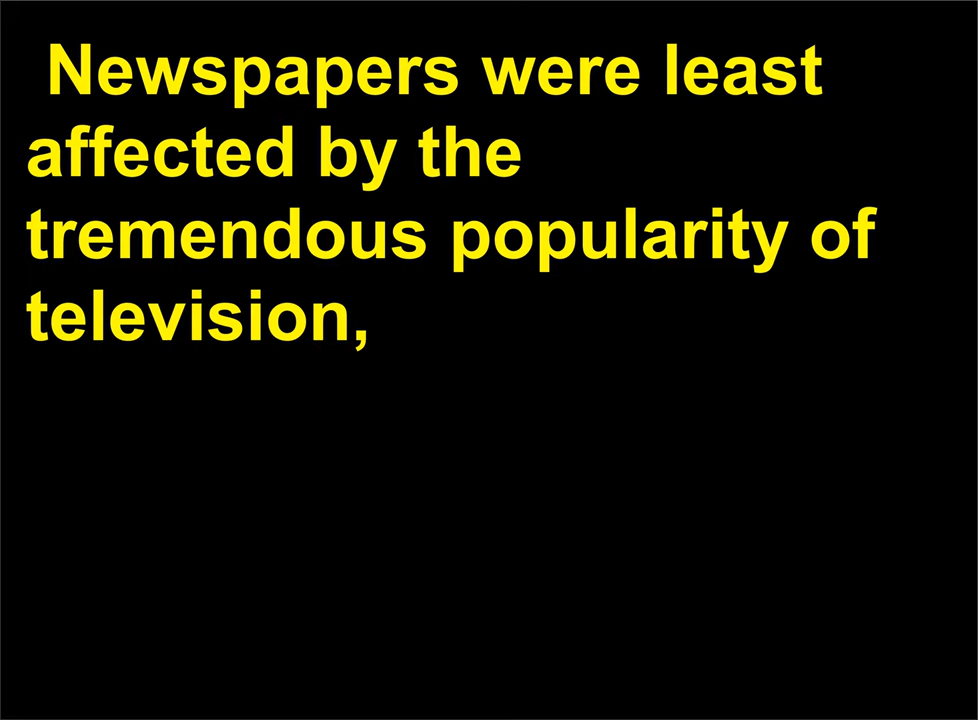 Newspapers were least
affected by the
tremendous popularity of
television,